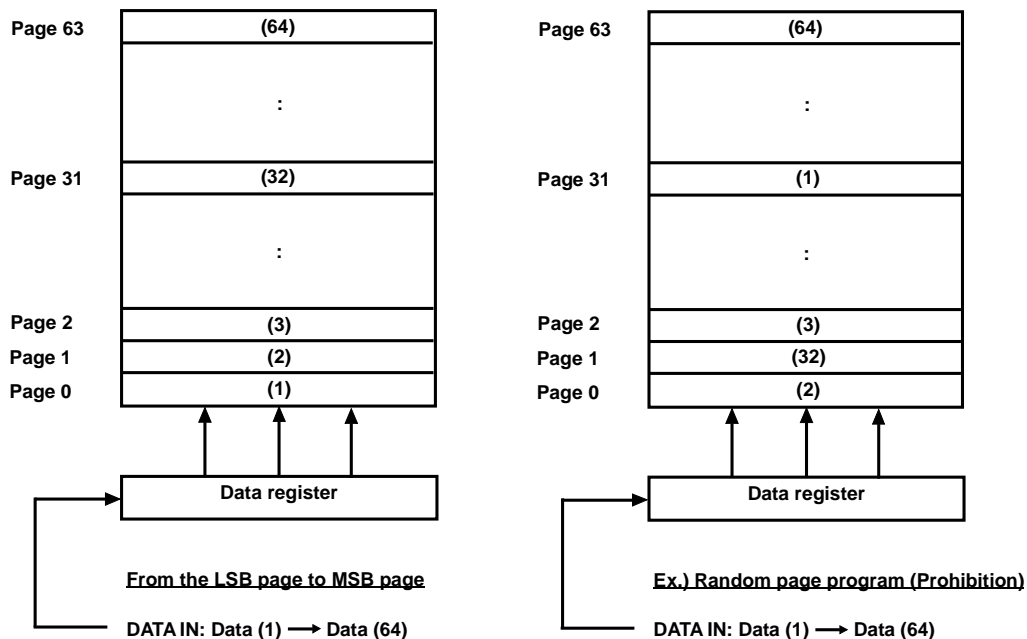 Page 63
(64)
:
Page 31
(32)
:
Page 2
(3)
Page 1
(2)
Page 0
(1)
Data register
From the LSB page to MSB page
DATA IN: Data (1) → Data (64)
Page 63
(64)
:
Page 31
(1)
:
Page 2
(3)
Page 1
(32)
Page 0
(2)
Data register
Ex.) Random page program (Prohibition)
DATA IN: Data (1) → Data (64)